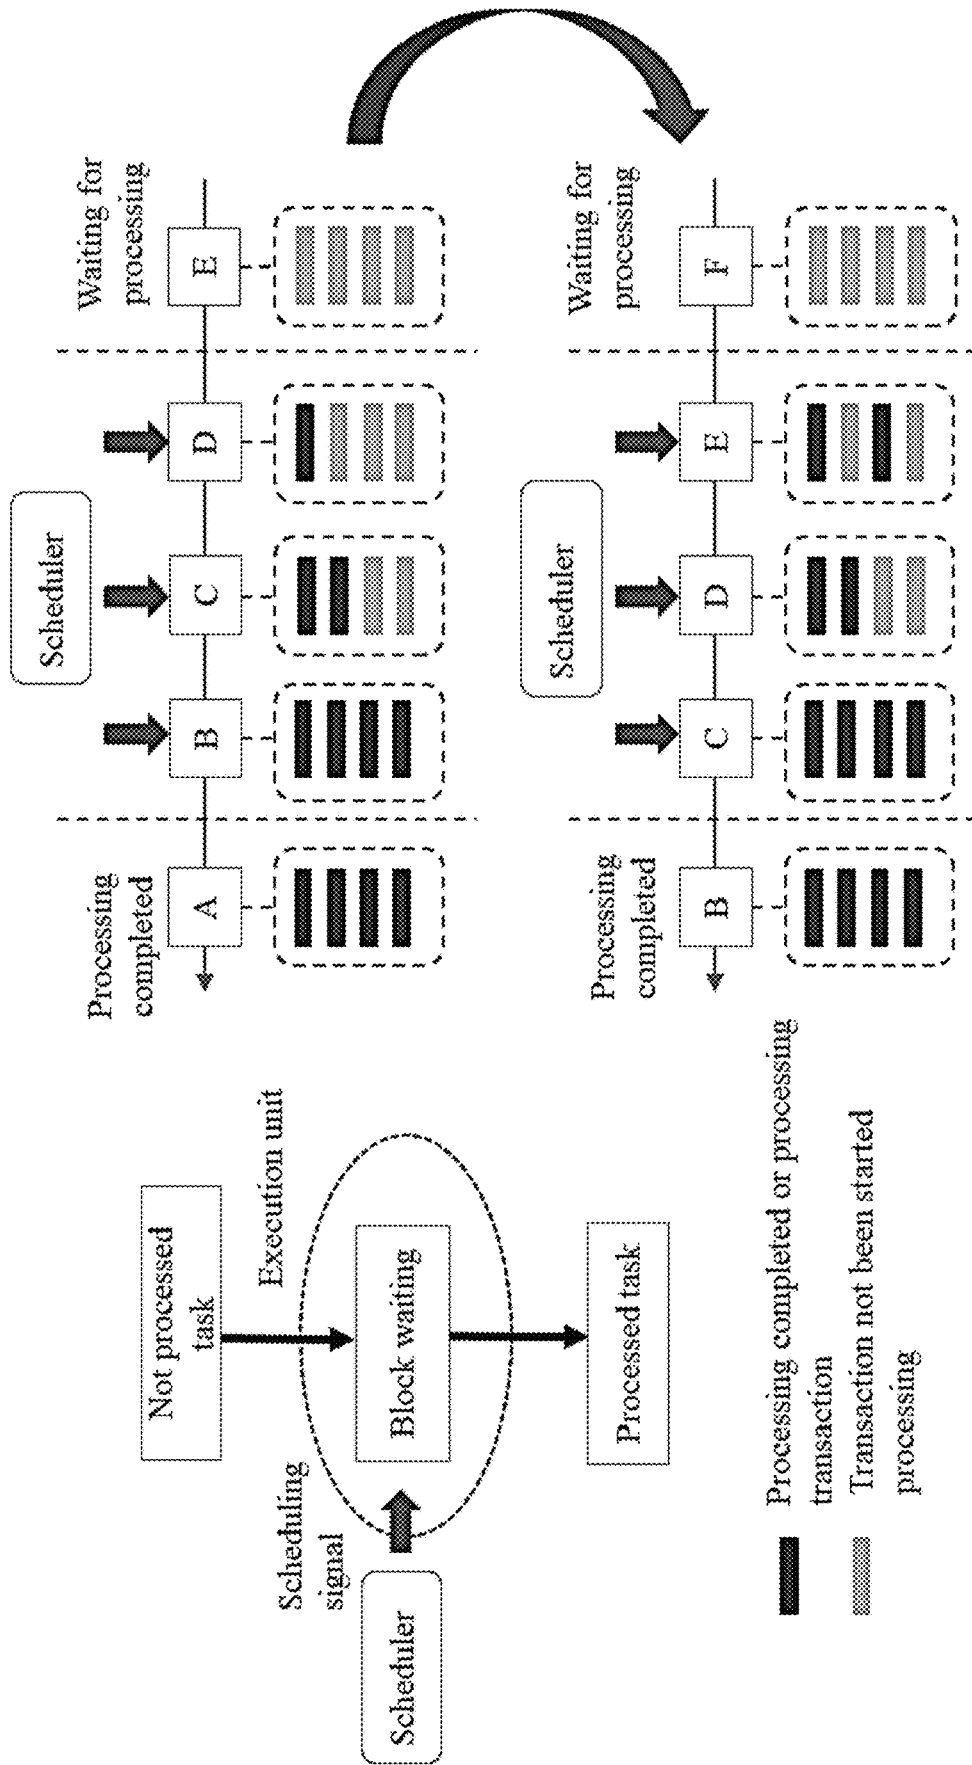 Not processed
task
Execution unit
Scheduling
signal
Scheduler
Block waiting
Processed task
Processing completed or processing
transaction
Transaction not been started
processing
Scheduler
Processing
completed
Waiting for
processing
A
B
C
D
E
Scheduler
Processing
completed
Waiting for
processing
B
C
D
E
F